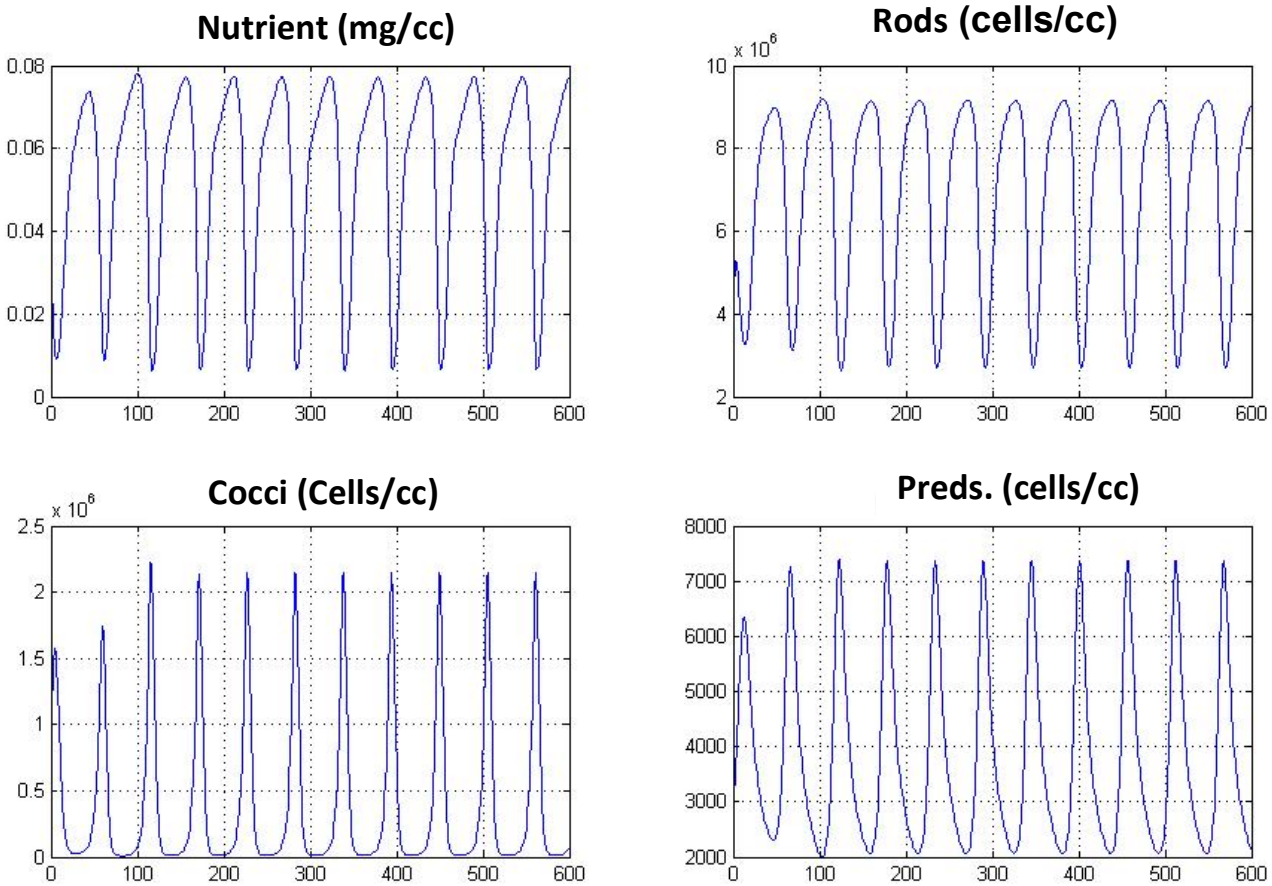 Nutrient (mg/cc)
0.08
0.06
0.04
0.02
0
0 100 200 300 400 500 600
Rods (cells/cc)
x 10^6
10
8
6
4
2
0 100 200 300 400 500 600
Cocci (Cells/cc)
x 10^6
2.5
2
1.5
1
0.5
0
0 100 200 300 400 500 600
Preds. (cells/cc)
8000
7000
6000
5000
4000
3000
2000
0 100 200 300 400 500 600